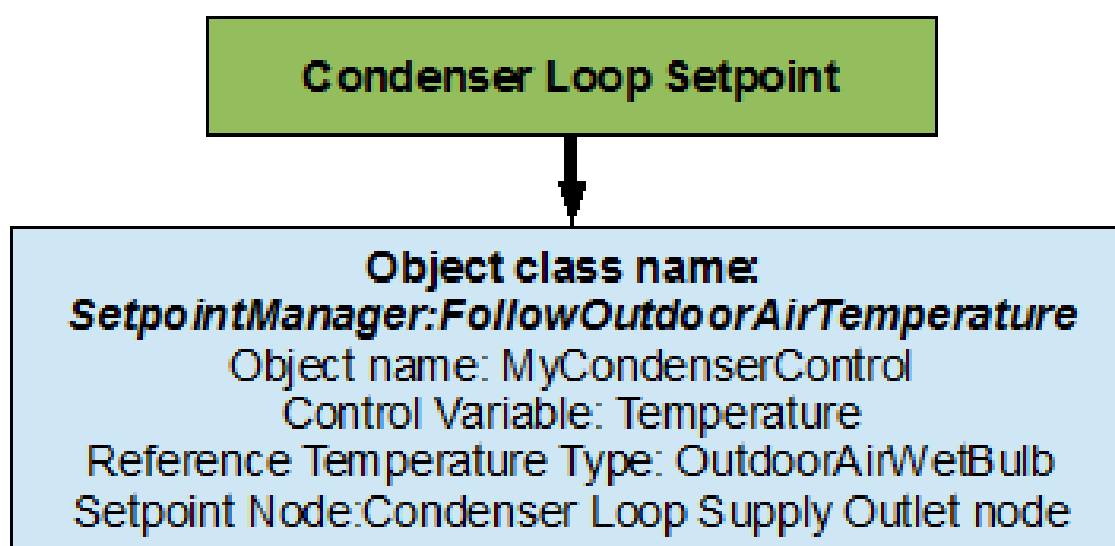 Condenser Loop Setpoint
Object class name:
SetpointManager:FollowOutdoorAirTemperature
Object name: MyCondenserControl
Control Variable: Temperature
Reference Temperature Type: OutdoorAirWetBulb
Setpoint Node:Condenser Loop Supply Outlet node